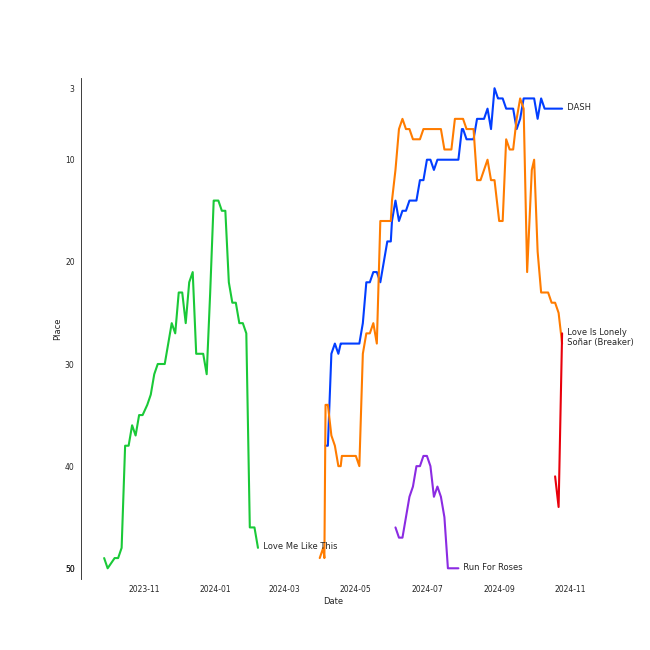 3
DASH
10
20
Place
Love Is Lonely
Soñar (Breaker)
30
40
Love Me Like This
50
Run For Roses
2023-11
2024-01
2024-03
2024-05
2024-07
2024-09
2024-11
Date